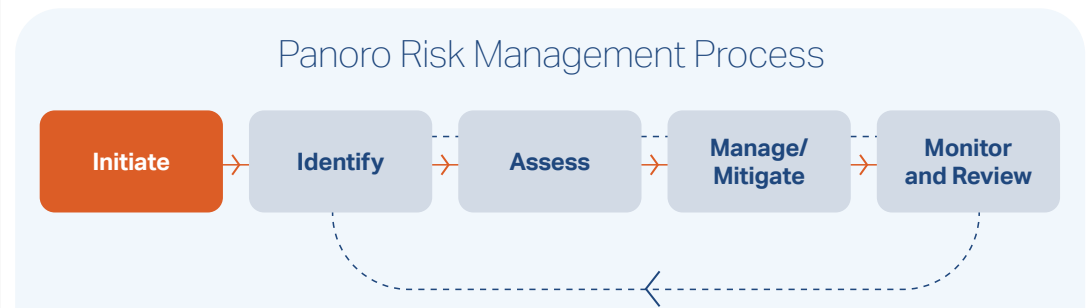 Panoro Risk Management Process
Initiate
Identify
Assess
Manage/
Mitigate
Monitor
and Review